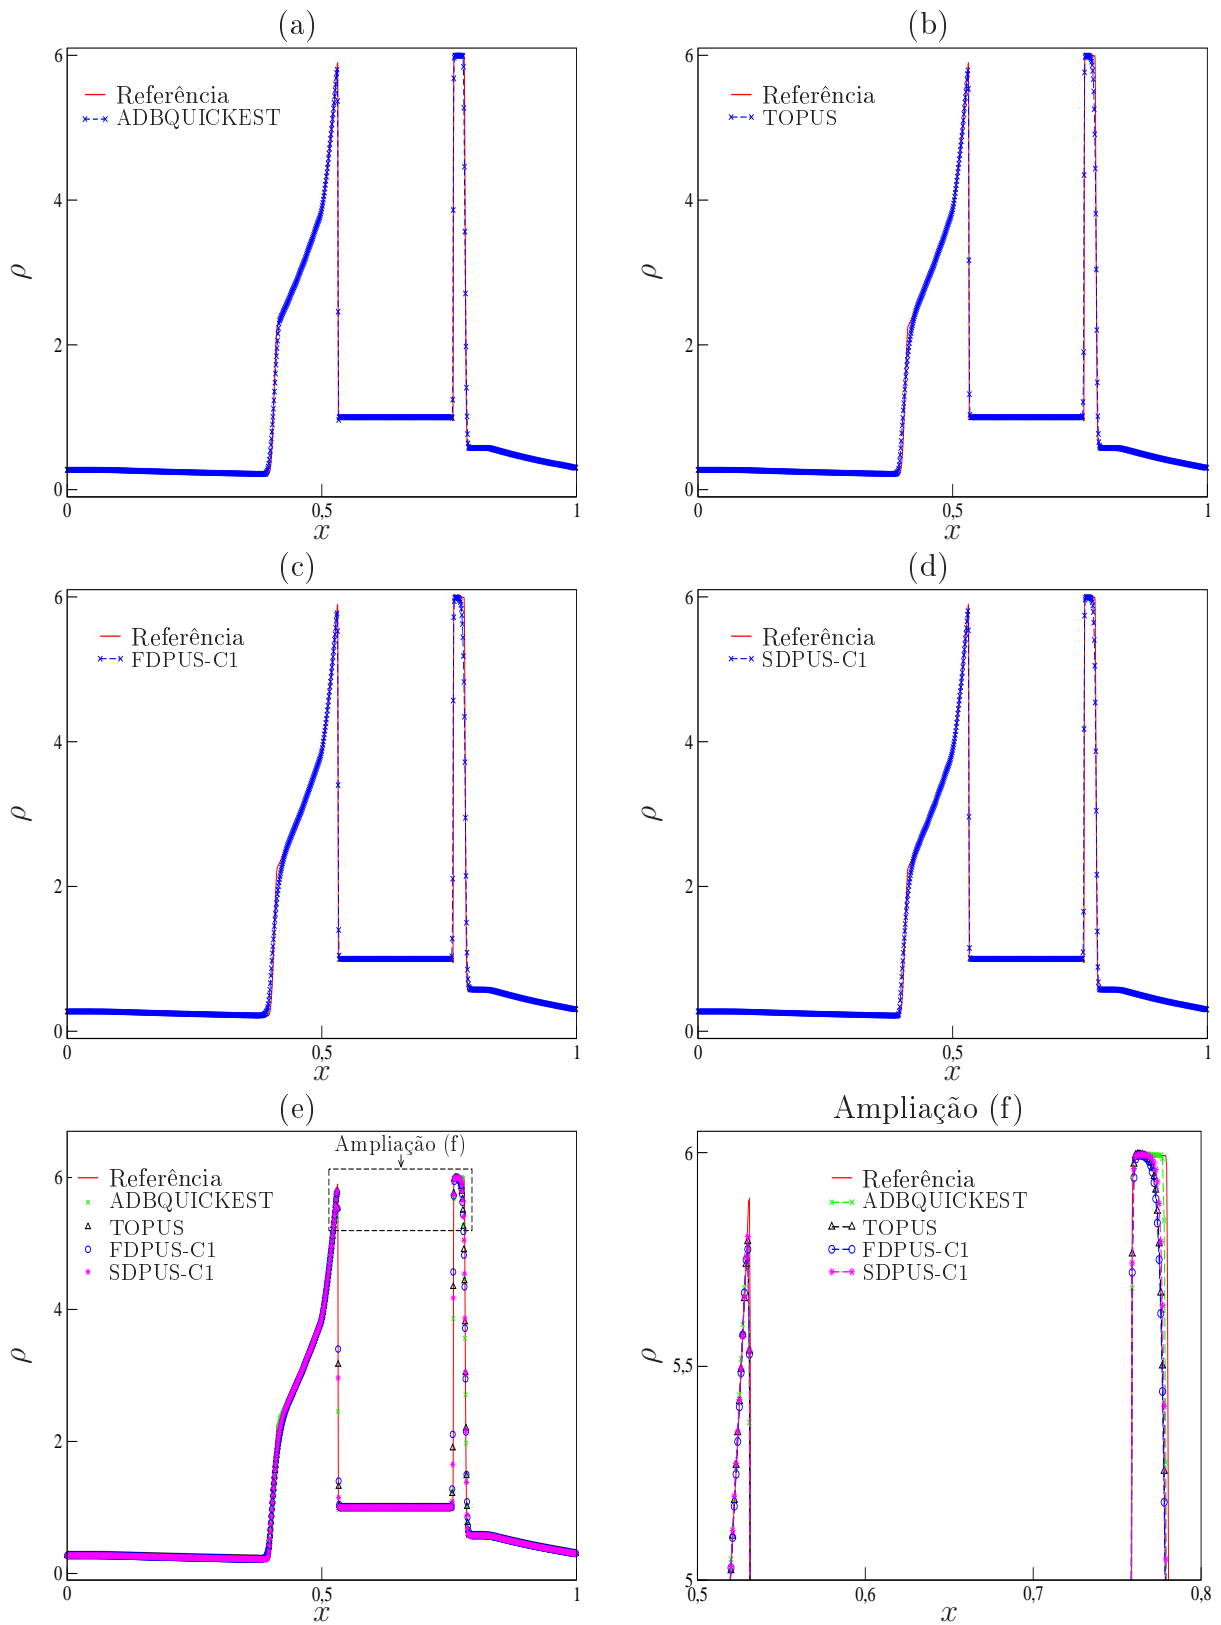 (a)
6
4
2
0
ρ
Referência
ADBQUICKEST
0
0,5
1
x
(b)
6
4
2
0
ρ
Referência
TOPUS
0
0,5
1
x
(c)
6
4
2
0
ρ
Referência
FDPUS-C1
0
0,5
1
x
(d)
6
4
2
0
ρ
Referência
SDPUS-C1
0
0,5
1
x
(e)
Ampliação (f)
6
4
2
0
ρ
Referência
ADBQUICKEST
TOPUS
FDPUS-C1
SDPUS-C1
0
0,5
1
x
Ampliação (f)
6
5,5
5
ρ
Referência
ADBQUICKEST
TOPUS
FDPUS-C1
SDPUS-C1
0,5
0,6
0,7
0,8
x